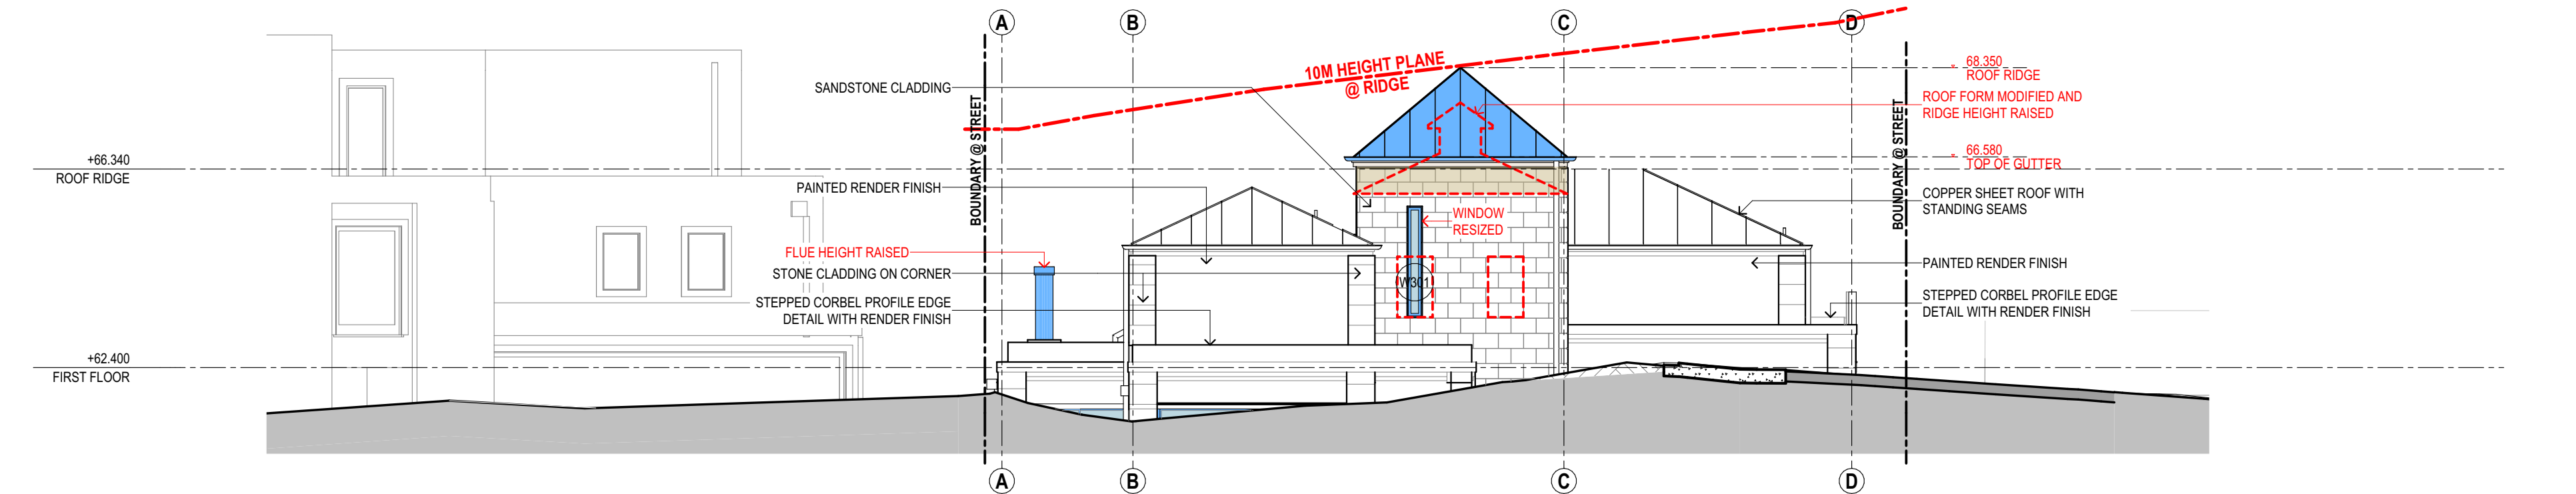 A
B
C
D
10M HEIGHT PLANE
@ RIDGE
68.350
ROOF RIDGE
SANDSTONE CLADDING
ROOF FORM MODIFIED AND
RIDGE HEIGHT RAISED
BOUNDARY @ STREET
BOUNDARY @ STREET
+66.340
ROOF RIDGE
66.580
TOP OF GUTTER
PAINTED RENDER FINISH
COPPER SHEET ROOF WITH
STANDING SEAMS
WINDOW
RESIZED
FLUE HEIGHT RAISED
STONE CLADDING ON CORNER
PAINTED RENDER FINISH
W301
STEPPED CORBEL PROFILE EDGE
DETAIL WITH RENDER FINISH
STEPPED CORBEL PROFILE EDGE
DETAIL WITH RENDER FINISH
+62.400
FIRST FLOOR
A
B
C
D